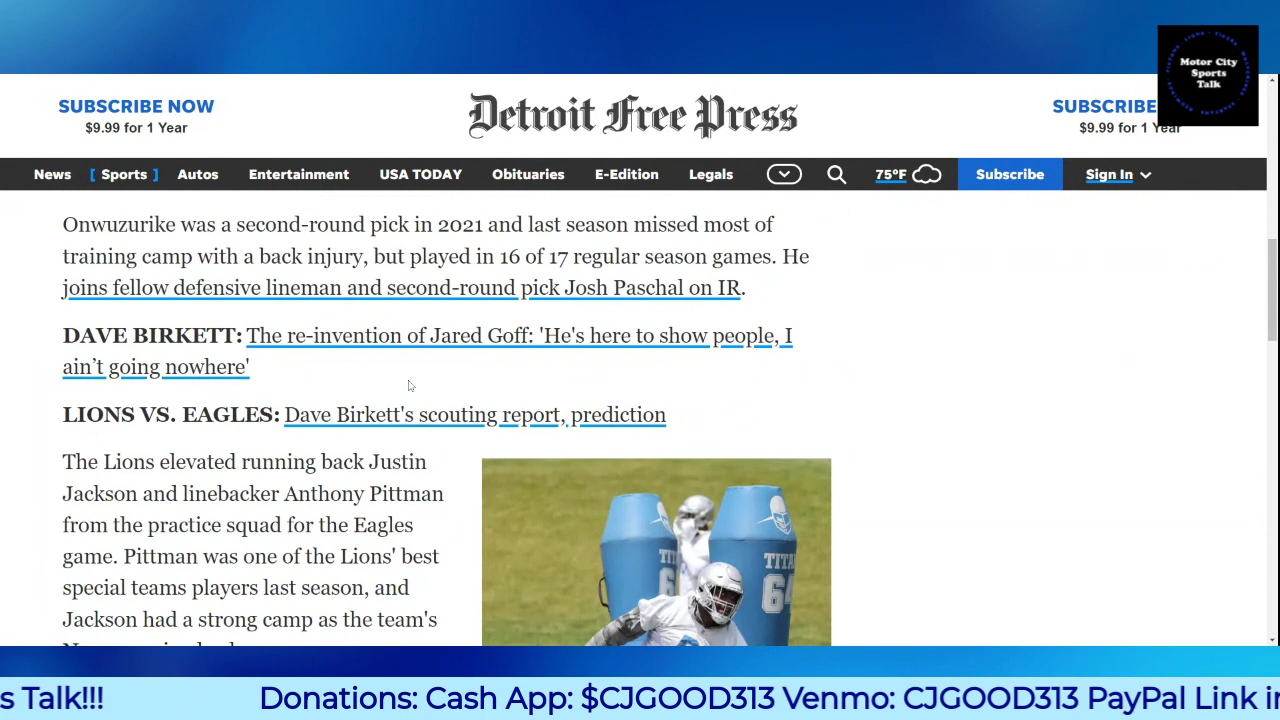 Motor City
Sports
Talk
SUBSCRIBE NOW
$9.99 for 1 Year
Detroit Free Press
SUBSCRIBE
$9.99 for 1 Year
News [ Sports ] Autos Entertainment USA TODAY Obituaries E-Edition Legals 75°F Subscribe Sign In
Onwuzurike was a second-round pick in 2021 and last season missed most of
training camp with a back injury, but played in 16 of 17 regular season games. He
joins fellow defensive lineman and second-round pick Josh Paschal on IR.
DAVE BIRKETT: The re-invention of Jared Goff: 'He's here to show people, I
ain’t going nowhere'
LIONS VS. EAGLES: Dave Birkett's scouting report, prediction
The Lions elevated running back Justin
Jackson and linebacker Anthony Pittman
from the practice squad for the Eagles
game. Pittman was one of the Lions' best
special teams players last season, and
Jackson had a strong camp as the team's
TITAN
TITAN
64
s Talk!!! Donations: Cash App: $CJGOOD313 Venmo: CJGOOD313 PayPal Link in